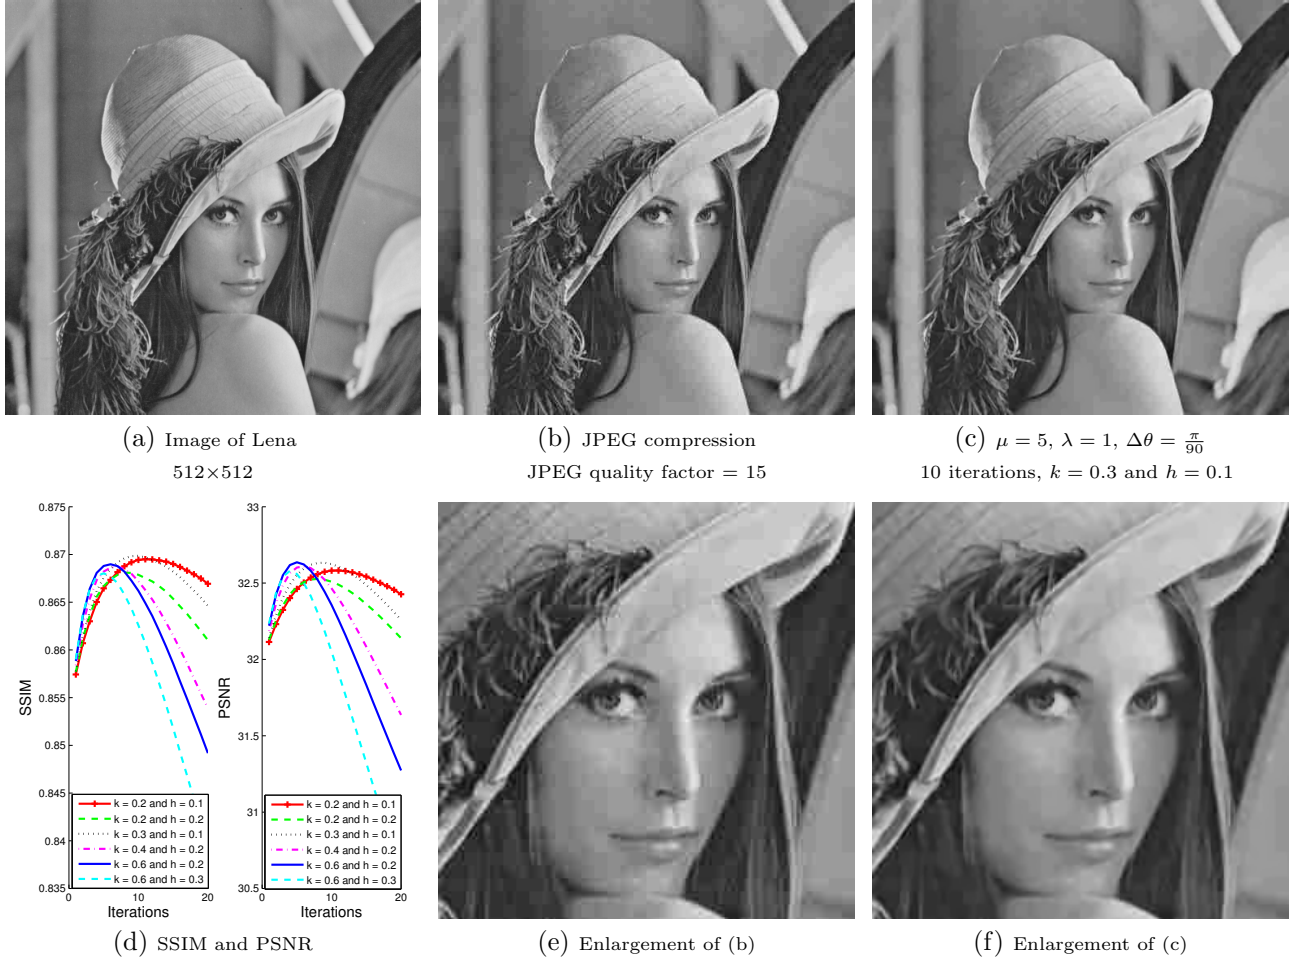 (a) Image of Lena
512×512
(b) JPEG compression
JPEG quality factor = 15
(c) μ = 5, λ = 1, Δθ = π/90
10 iterations, k = 0.3 and h = 0.1
SSIM
0.875
0.87
0.865
0.86
0.855
0.85
0.845
0.84
0.835
0
20
Iterations
k = 0.2 and h = 0.1
k = 0.2 and h = 0.2
k = 0.3 and h = 0.1
k = 0.4 and h = 0.2
k = 0.6 and h = 0.2
k = 0.6 and h = 0.3
PSNR
33
32.5
32
31.5
31
30.5
0
20
Iterations
k = 0.2 and h = 0.1
k = 0.2 and h = 0.2
k = 0.3 and h = 0.1
k = 0.4 and h = 0.2
k = 0.6 and h = 0.2
k = 0.6 and h = 0.3
(d) SSIM and PSNR
(e) Enlargement of (b)
(f) Enlargement of (c)